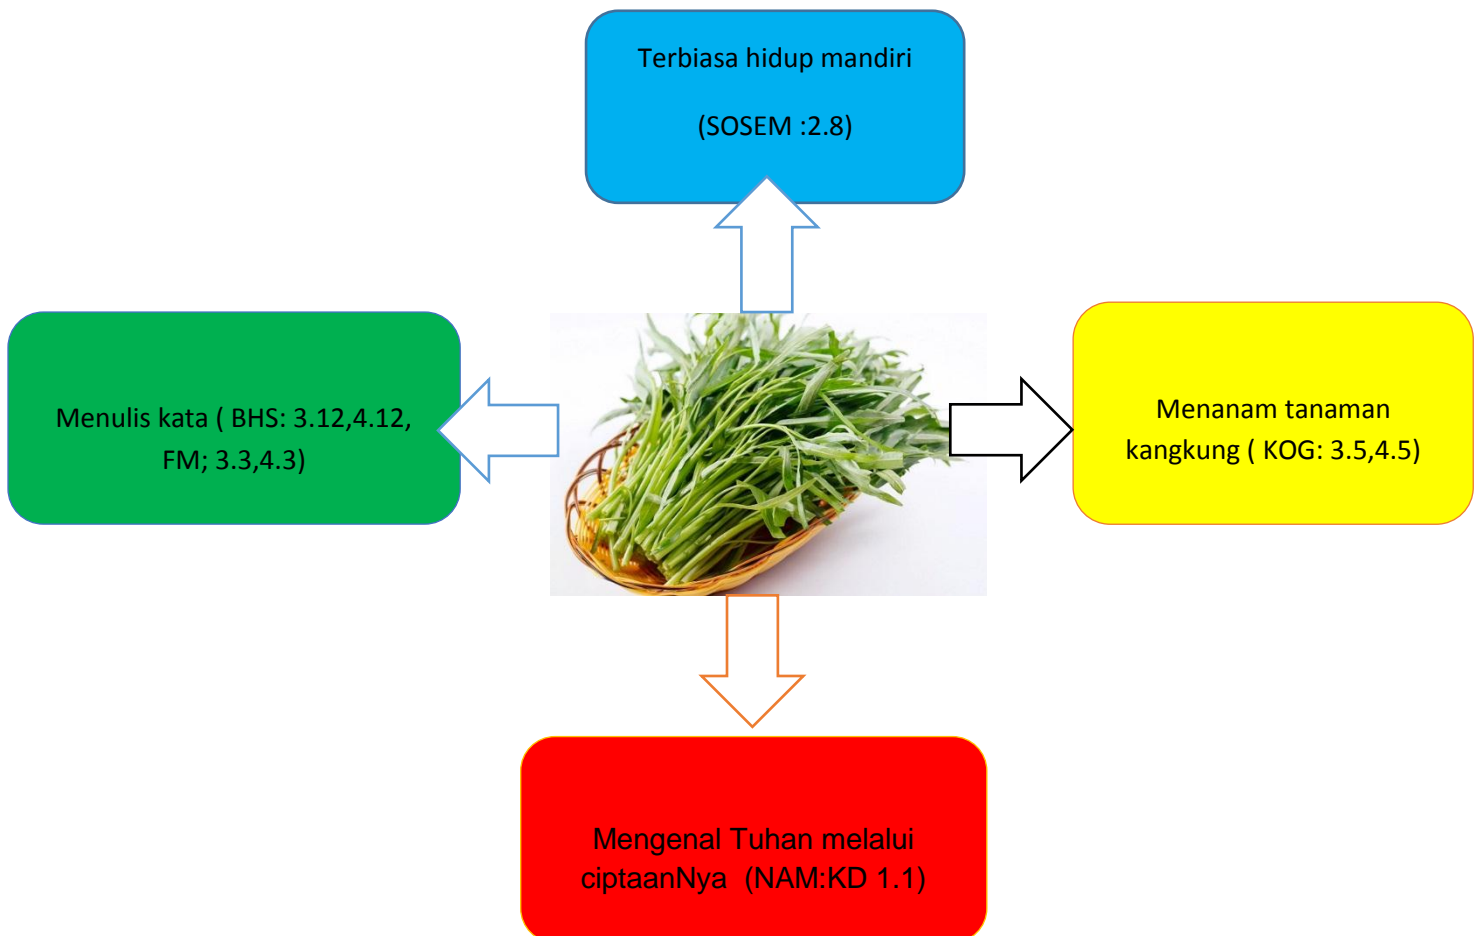 Terbiasa hidup mandiri
(SOSEM :2.8)
Menulis kata ( BHS: 3.12,4.12,
FM; 3.3,4.3)
Menanam tanaman
kangkung ( KOG: 3.5,4.5)
Mengenal Tuhan melalui
ciptaanNya  (NAM:KD 1.1)